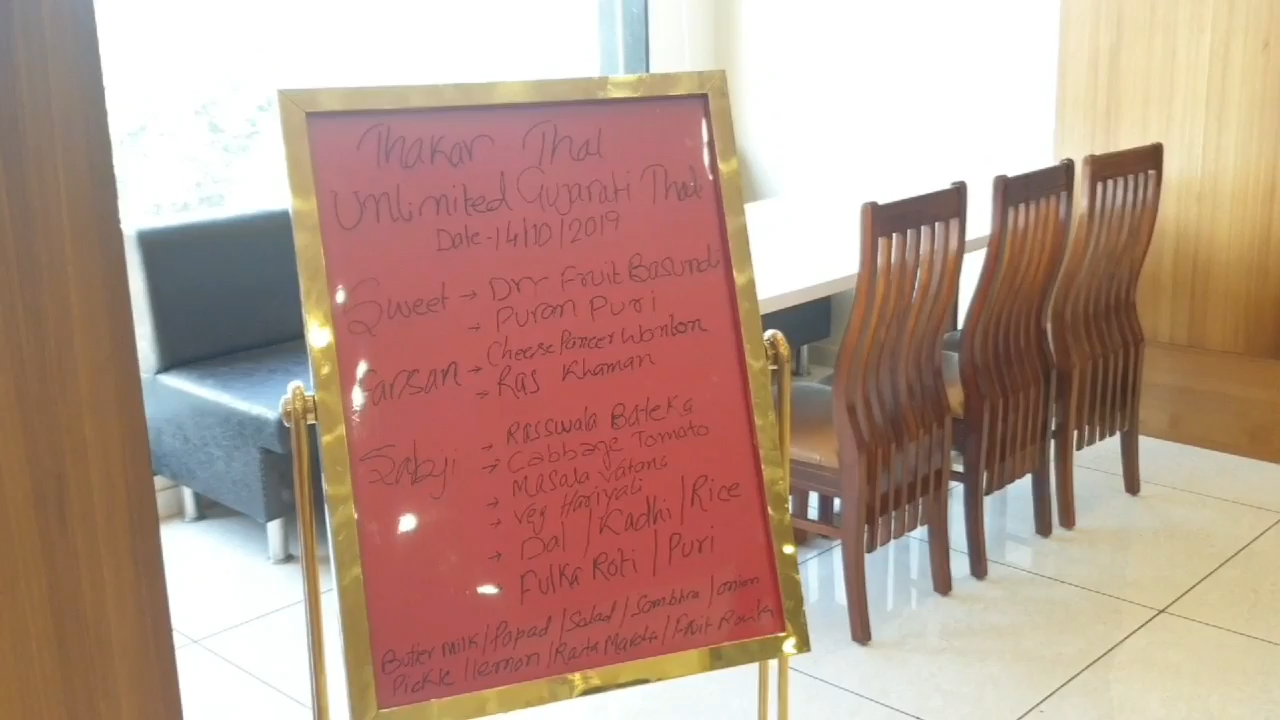 Thakar Thal
Unlimited Gujarati Thal
Date - 14/10/2019
Sweet → Dry Fruit Basundi
→ Puran Puri
Farsan → Cheese Paneer Wonton
→ Ras Khaman
Sabji → Rasswala Bateka
→ Cabbage Tomato
→ Masala Vatana
→ Veg Hariyali
→ Dal / Kadhi / Rice
Fulka Roti / Puri
Butter milk / Papad / Salad / Sambhra / onion
Pickle / lemon / Raita Marcha / Fruit Raita